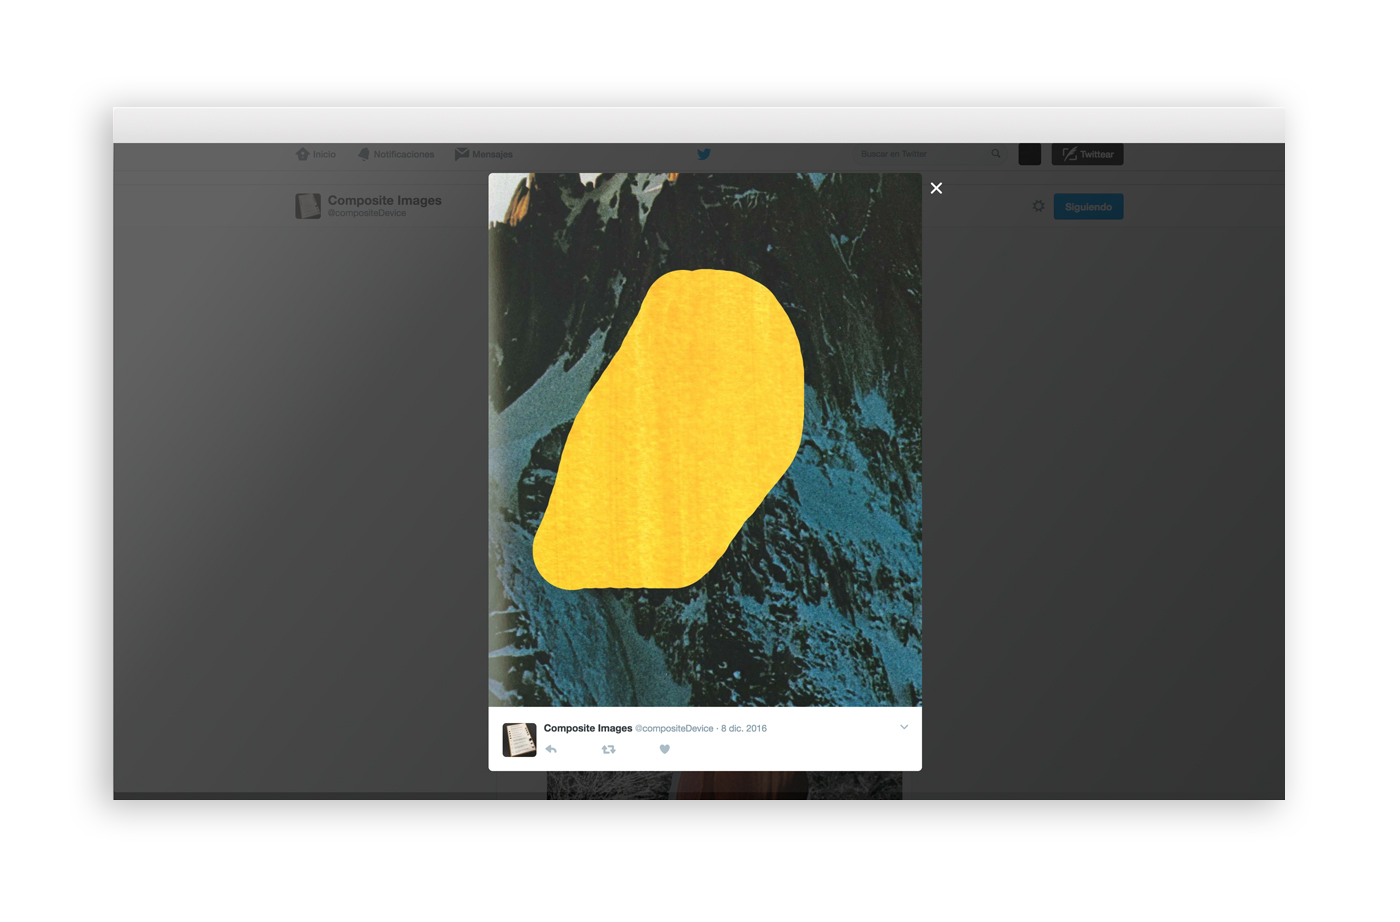 Inicio Notificaciones Mensajes Buscar en Twitter Twittear
Composite Images
@compositeDevice
Siguiendo
Composite Images @compositeDevice · 8 dic. 2016